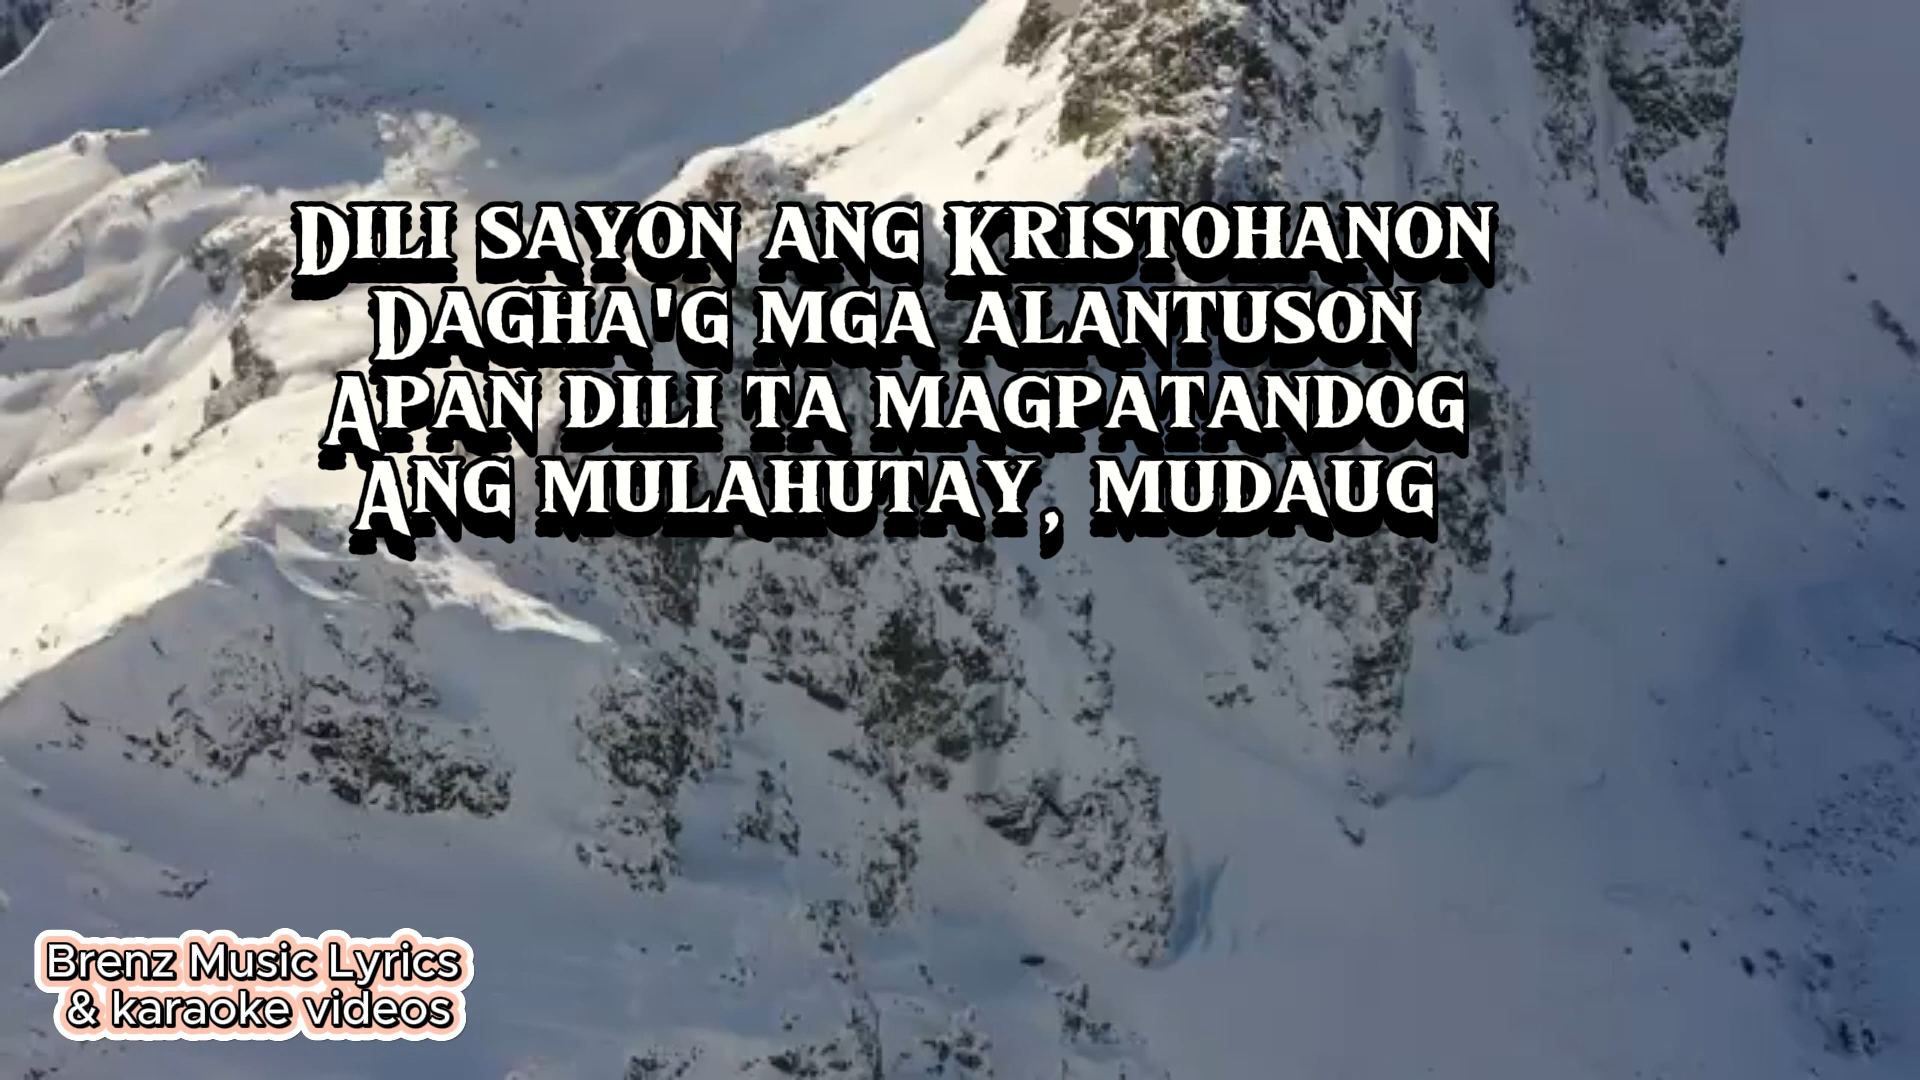 Dili sayon ang Kristohanon
Dagha'g mga alantuson
Apan dili ta magpatandog
Ang mulahutay, mudaug
Brenz Music Lyrics
& karaoke videos